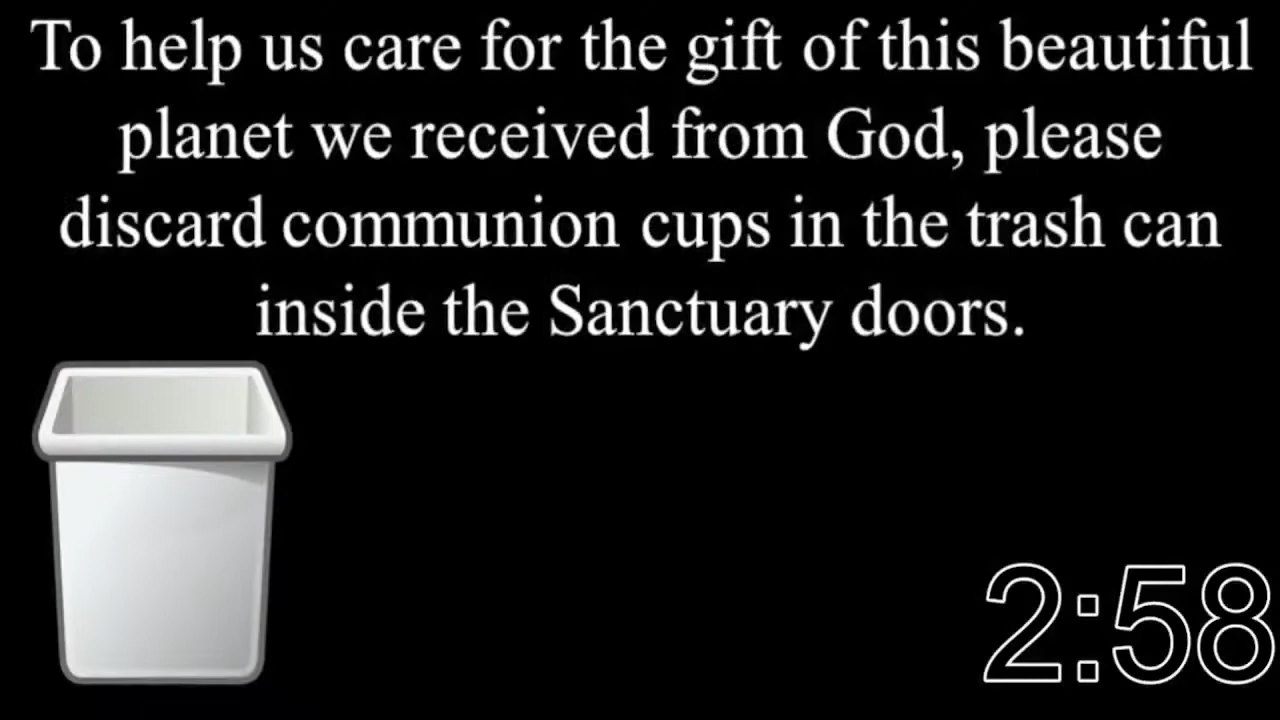 To help us care for the gift of this beautiful
planet we received from God, please
discard communion cups in the trash can
inside the Sanctuary doors.
2:58